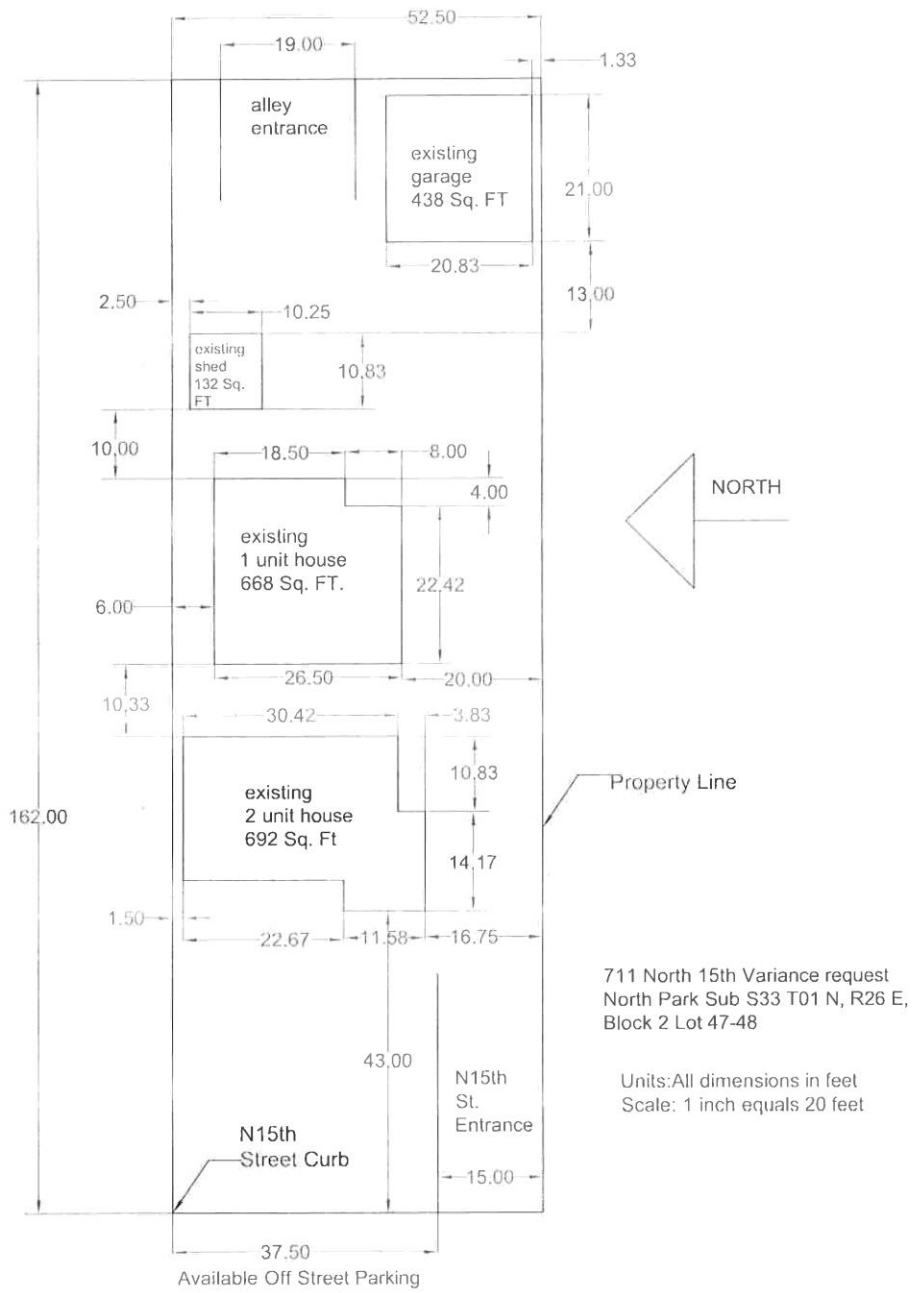 52.50
19.00
1.33
alley
entrance
existing
garage
438 Sq. FT
21.00
20.83
13.00
2.50
10.25
existing
shed
132 Sq.
FT
10.83
10.00
18.50
8.00
4.00
NORTH
existing
1 unit house
668 Sq. FT.
22.42
6.00
26.50
20.00
10.33
30.42
3.83
10.83
Property Line
existing
2 unit house
692 Sq. Ft
162.00
14.17
1.50
22.67
11.58
16.75
711 North 15th Variance request
North Park Sub S33 T01 N, R26 E,
Block 2 Lot 47-48
43.00
N15th
St.
Entrance
Units:All dimensions in feet
Scale: 1 inch equals 20 feet
N15th
Street Curb
15.00
37.50
Available Off Street Parking